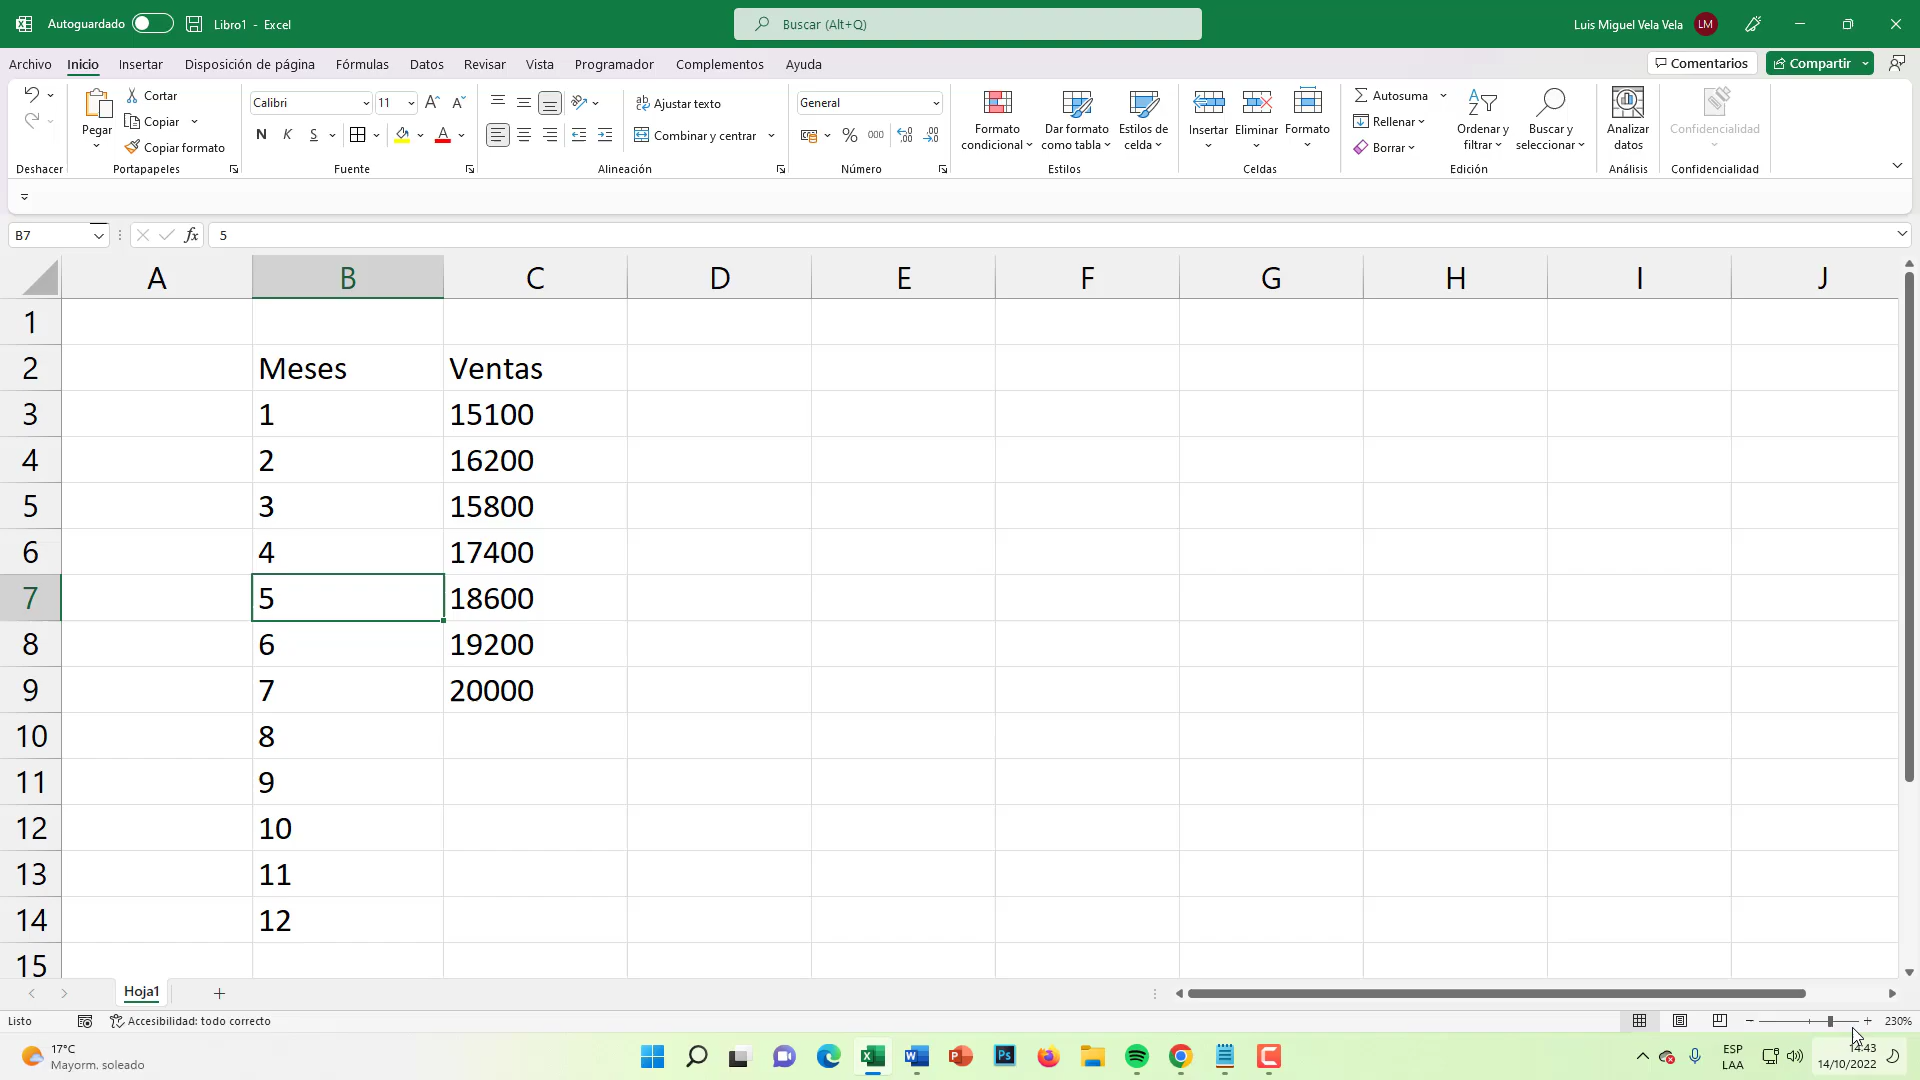 Autoguardado Libro1 - Excel Buscar (Alt+Q) Luis Miguel Vela Vela LM
Archivo Inicio Insertar Disposición de página Fórmulas Datos Revisar Vista Programador Complementos Ayuda Comentarios Compartir
Pegar
Cortar
Copiar
Copiar formato
Calibri 11
N K S
Ajustar texto
Combinar y centrar
General
% 000
Formato condicional
Dar formato como tabla
Estilos de celda
Insertar
Eliminar
Formato
Autosuma
Rellenar
Borrar
Ordenar y filtrar
Buscar y seleccionar
Analizar datos
Confidencialidad
Deshacer Portapapeles Fuente Alineación Número Estilos Celdas Edición Análisis Confidencialidad
B7 fx 5
A B C D E F G H I J
1
2 Meses Ventas
3 1 15100
4 2 16200
5 3 15800
6 4 17400
7 5 18600
8 6 19200
9 7 20000
10 8
11 9
12 10
13 11
14 12
15
Hoja1
Listo Accesibilidad: todo correcto 230%
17°C
Mayorm. soleado
ESP
LAA
14:43
14/10/2022